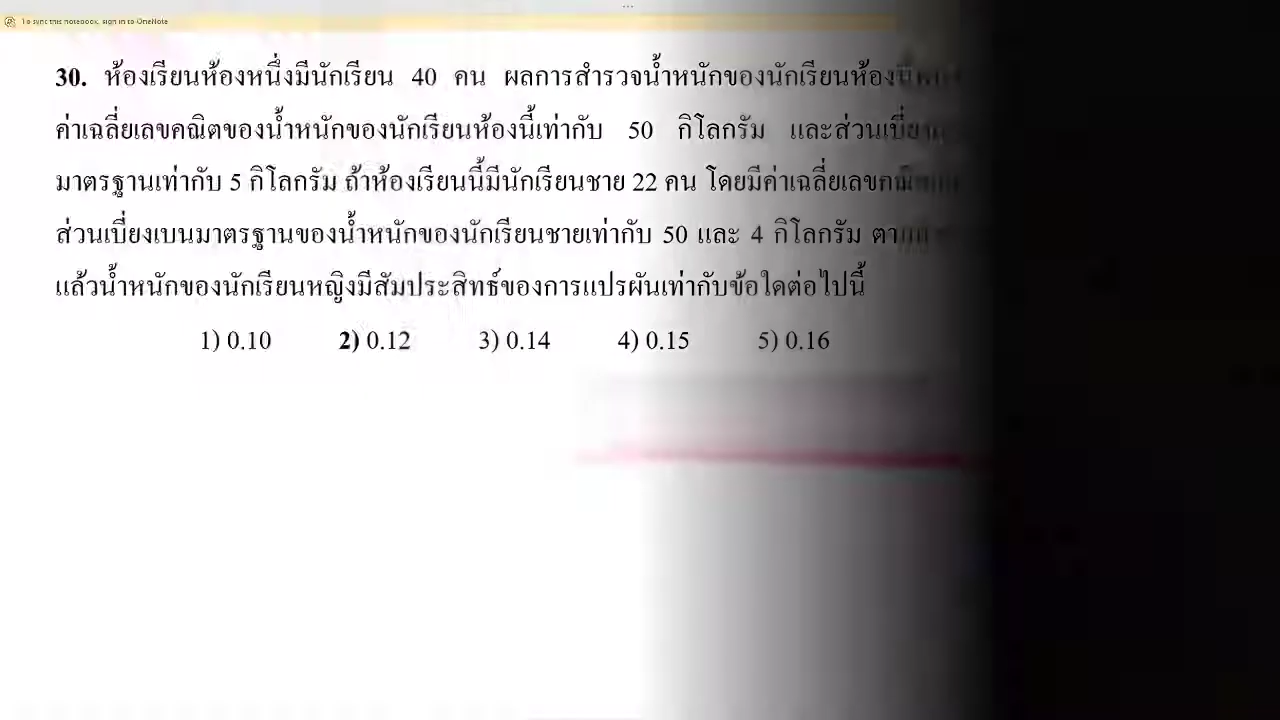 To sync this notebook, sign in to OneNote
30. ห้องเรียนห้องหนึ่งมีนักเรียน 40 คน ผลการสำรวจน้ำหนักของนักเรียนห้องนี้
ค่าเฉลี่ยเลขคณิตของน้ำหนักของนักเรียนห้องนี้เท่ากับ 50 กิโลกรัม และส่วนเบี่ยง
มาตรฐานเท่ากับ 5 กิโลกรัม ถ้าห้องเรียนนี้มีนักเรียนชาย 22 คน โดยมีค่าเฉลี่ยเลขคณิต
ส่วนเบี่ยงเบนมาตรฐานของน้ำหนักของนักเรียนชายเท่ากับ 50 และ 4 กิโลกรัม
แล้วน้ำหนักของนักเรียนหญิงมีสัมประสิทธ์ของการแปรผันเท่ากับข้อใดต่อไปนี้
1) 0.10 2) 0.12 3) 0.14 4) 0.15 5) 0.16